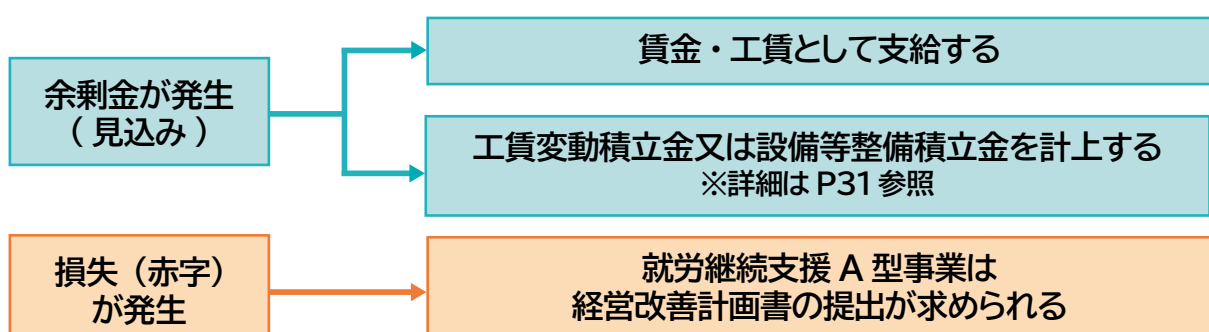 余剰金が発生
（見込み）
賃金・工賃として支給する
工賃変動積立金又は設備等整備積立金を計上する
※詳細は P31 参照
損失（赤字）
が発生
就労継続支援 A 型事業は
経営改善計画書の提出が求められる